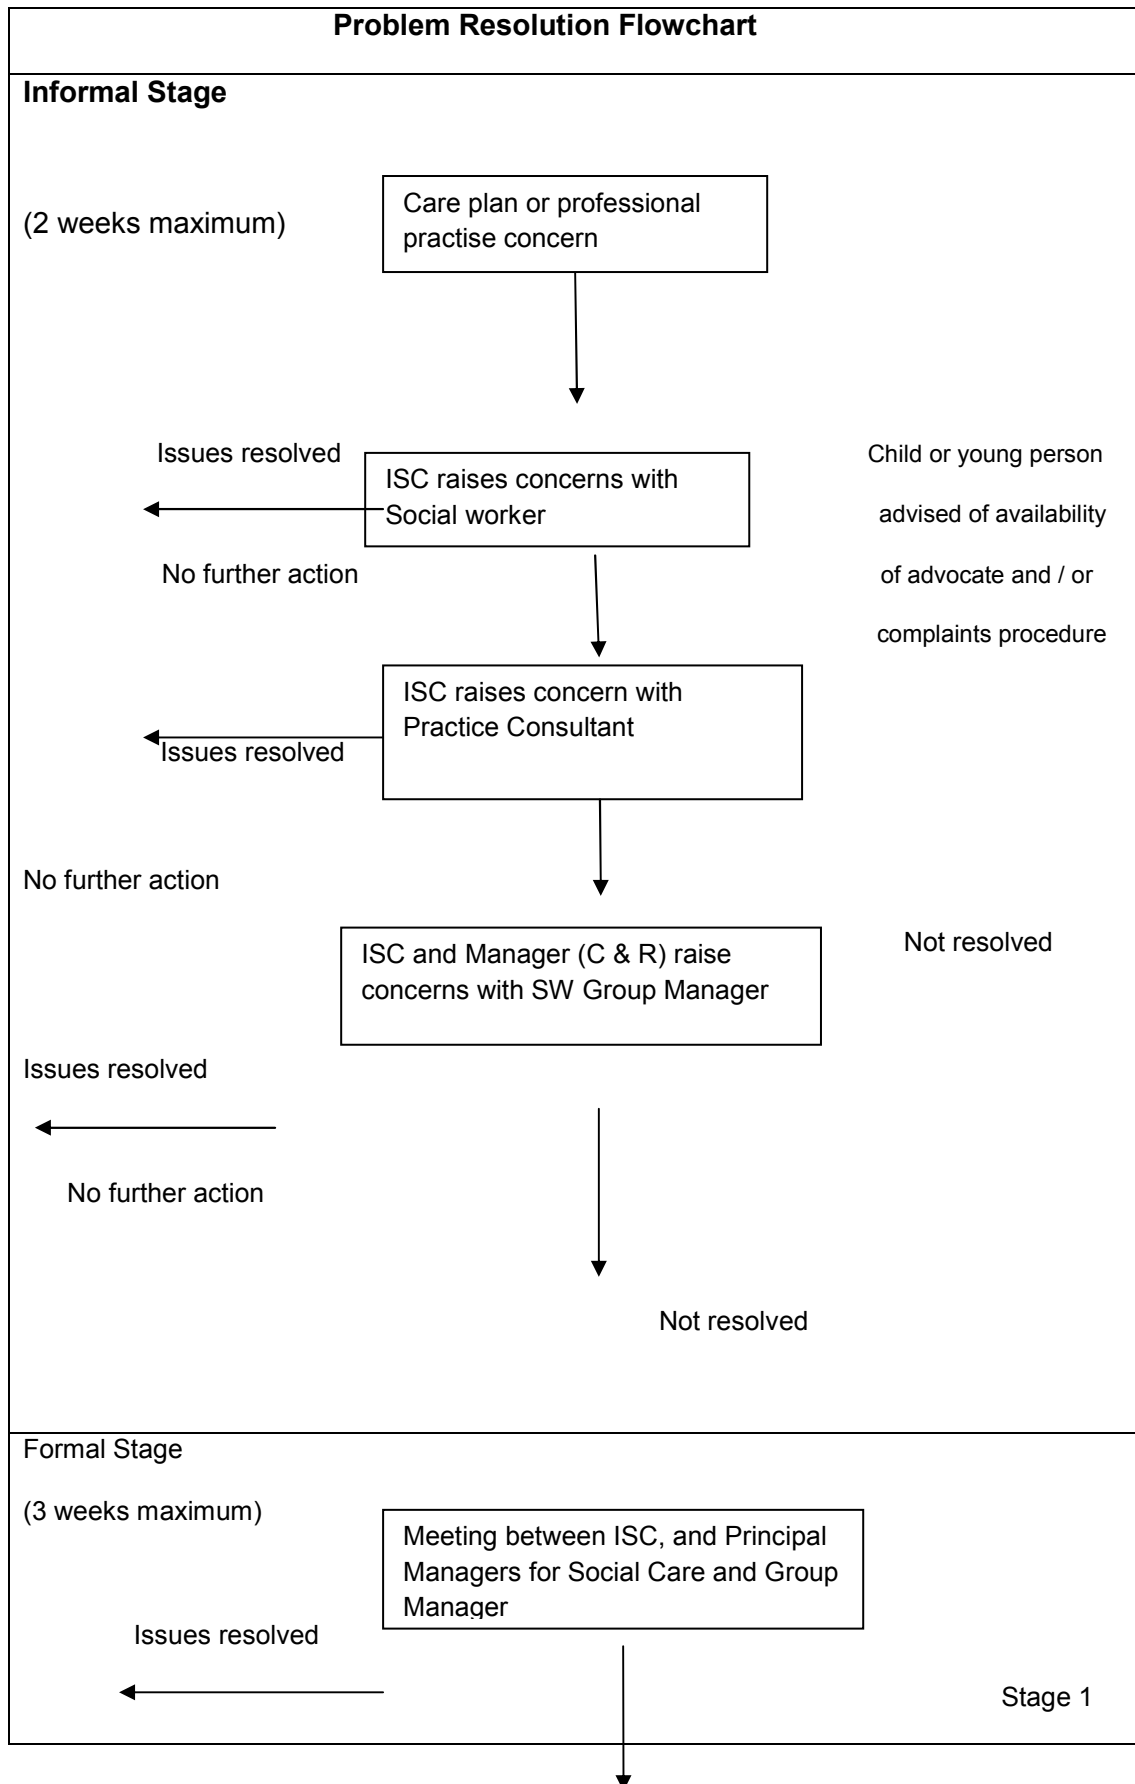 Problem Resolution Flowchart
Informal Stage
(2 weeks maximum)
Care plan or professional
practise concern
Issues resolved
ISC raises concerns with
Social worker
No further action
Child or young person
advised of availability
of advocate and / or
complaints procedure
ISC raises concern with
Practice Consultant
Issues resolved
No further action
ISC and Manager (C & R) raise
concerns with SW Group Manager
Not resolved
Issues resolved
No further action
Not resolved
Formal Stage
(3 weeks maximum)
Meeting between ISC, and Principal
Managers for Social Care and Group
Manager
Issues resolved
Stage 1